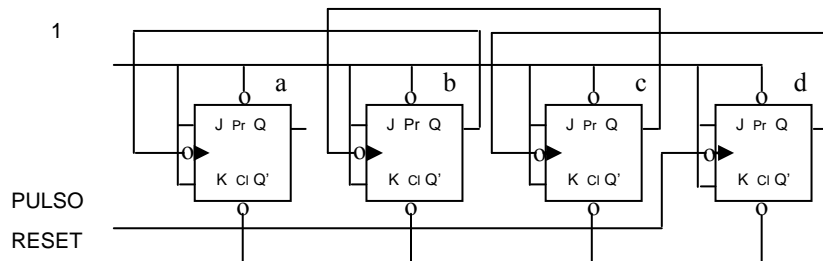 1
a b c d
J Pr Q J Pr Q J Pr Q J Pr Q
K Cl Q' K Cl Q' K Cl Q' K Cl Q'
PULSO
RESET